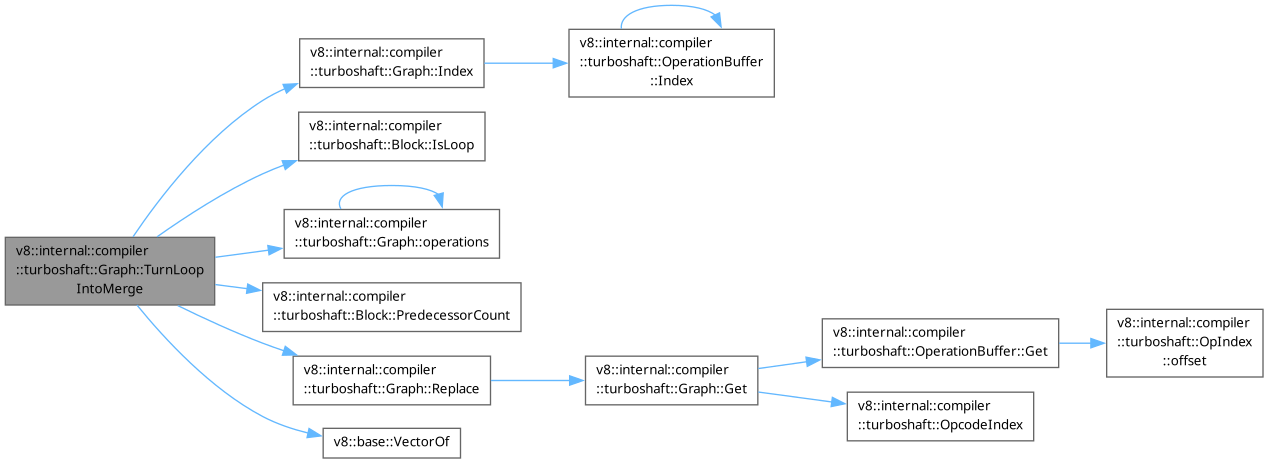 v8::internal::compiler
::turboshaft::Graph::TurnLoop
IntoMerge
v8::internal::compiler
::turboshaft::Graph::Index
v8::internal::compiler
::turboshaft::OperationBuffer
::Index
v8::internal::compiler
::turboshaft::Block::IsLoop
v8::internal::compiler
::turboshaft::Graph::operations
v8::internal::compiler
::turboshaft::Block::PredecessorCount
v8::internal::compiler
::turboshaft::Graph::Replace
v8::internal::compiler
::turboshaft::Graph::Get
v8::internal::compiler
::turboshaft::OperationBuffer::Get
v8::internal::compiler
::turboshaft::OpIndex
::offset
v8::internal::compiler
::turboshaft::OpcodeIndex
v8::base::VectorOf